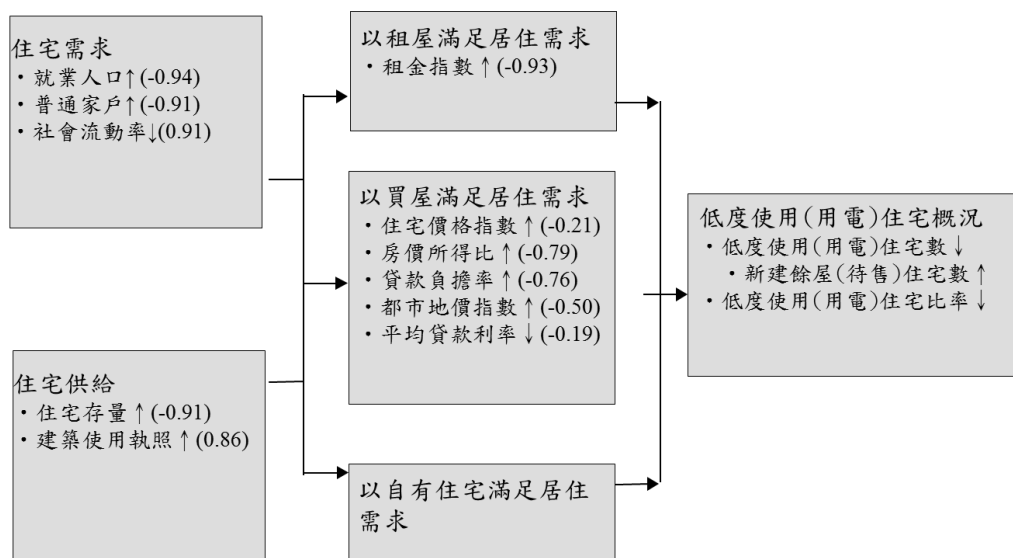 住宅需求
・就業人口↑(-0.94)
・普通家戶↑(-0.91)
・社會流動率↓(0.91)
住宅供給
・住宅存量↑(-0.91)
・建築使用執照↑(0.86)
以租屋滿足居住需求
・租金指數↑(-0.93)
以買屋滿足居住需求
・住宅價格指數↑(-0.21)
・房價所得比↑(-0.79)
・貸款負擔率↑(-0.76)
・都市地價指數↑(-0.50)
・平均貸款利率↓(-0.19)
以自有住宅滿足居住
需求
低度使用(用電)住宅概況
・低度使用(用電)住宅數↓
・新建餘屋(待售)住宅數↑
・低度使用(用電)住宅比率↓